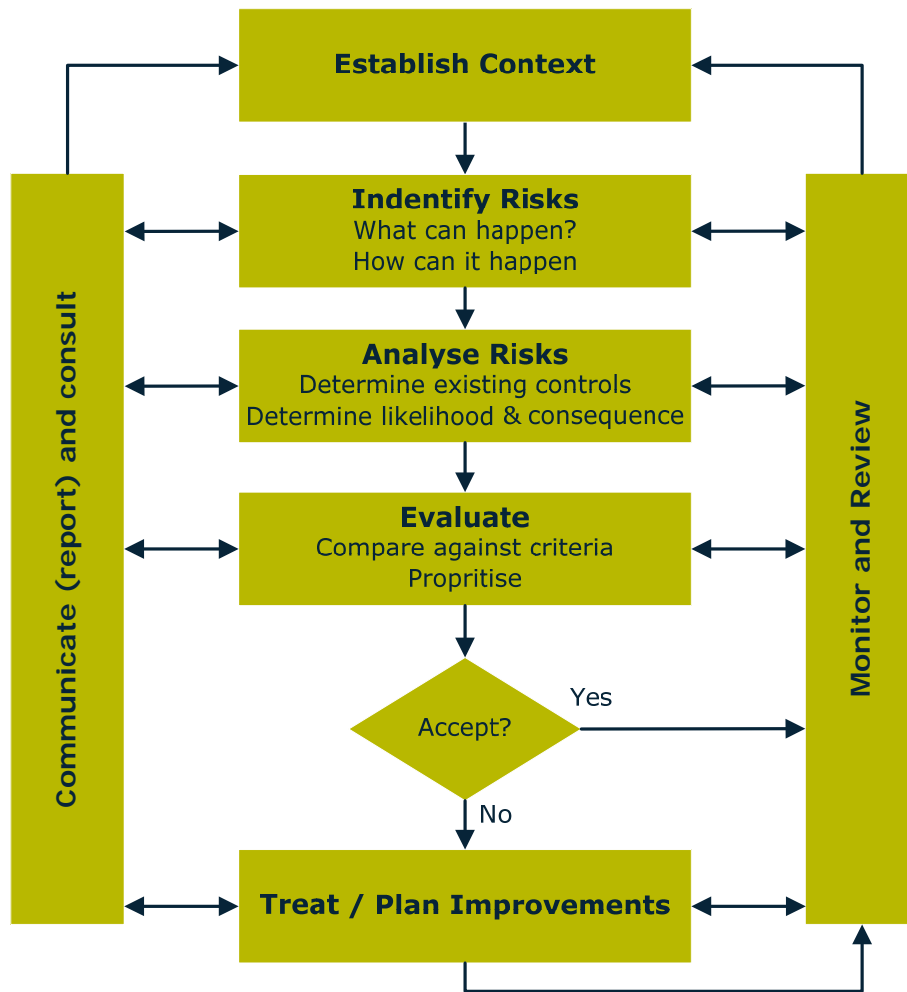 Establish Context
Indentify Risks
What can happen?
How can it happen
Analyse Risks
Determine existing controls
Determine likelihood & consequence
Evaluate
Compare against criteria
Propritise
Accept?
Yes
No
Treat / Plan Improvements
Communicate (report) and consult
Monitor and Review